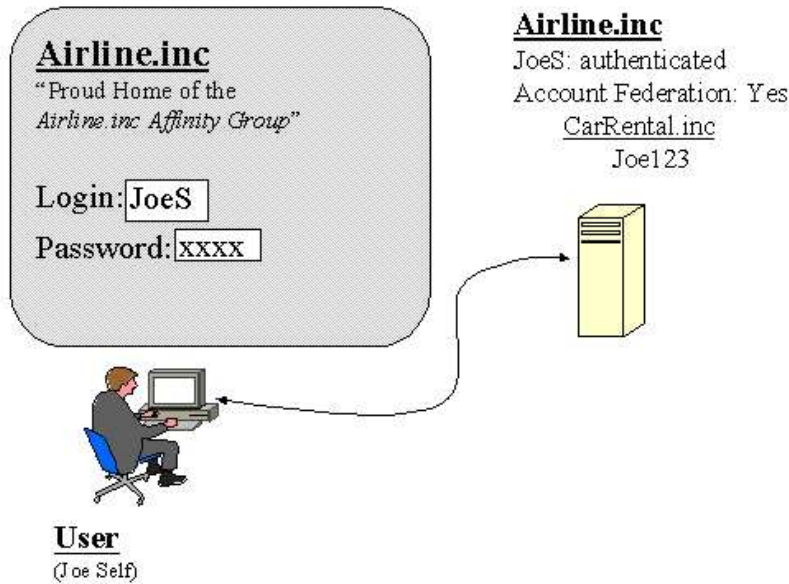 Airline.inc
"Proud Home of the
Airline.inc Affinity Group"
Login: JoeS
Password: xxxx
Airline.inc
JoeS: authenticated
Account Federation: Yes
CarRental.inc
Joe123
User
(Joe Self)